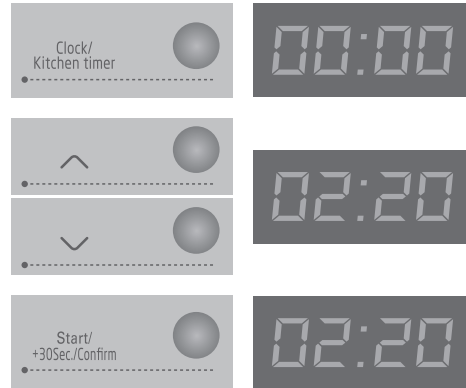 Clock/
Kitchen timer
00:00
02:20
Start/
+30Sec./Confirm
02:20